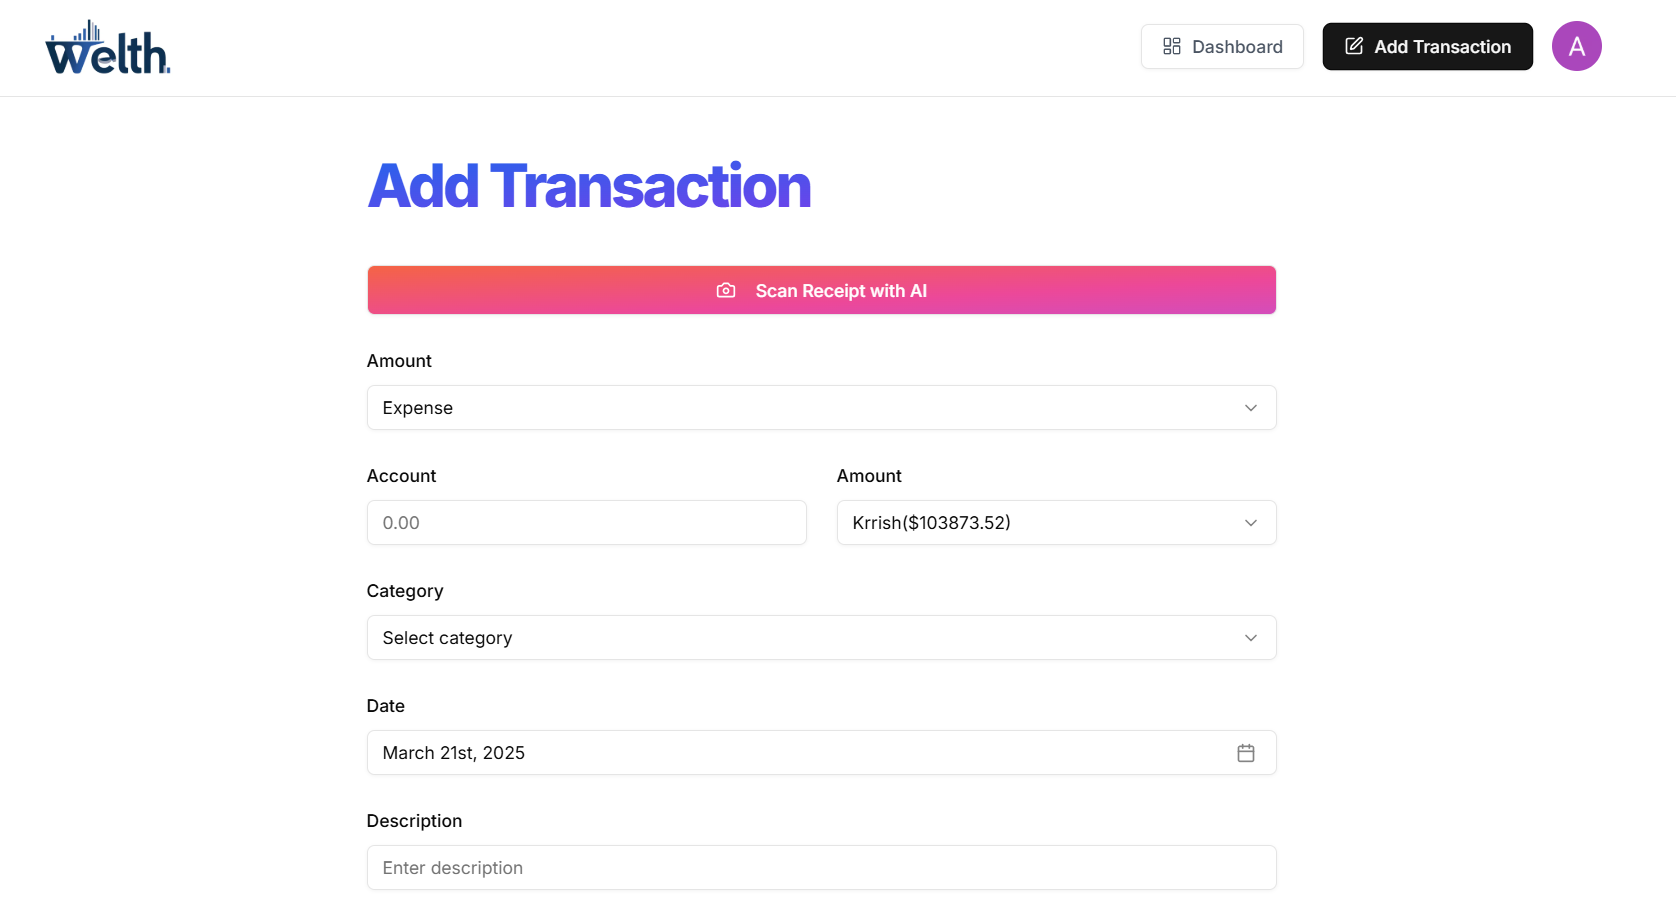 Welth.
Dashboard
Add Transaction
A
Add Transaction
Scan Receipt with AI
Amount
Expense
Account
Amount
0.00
Krrish($103873.52)
Category
Select category
Date
March 21st, 2025
Description
Enter description